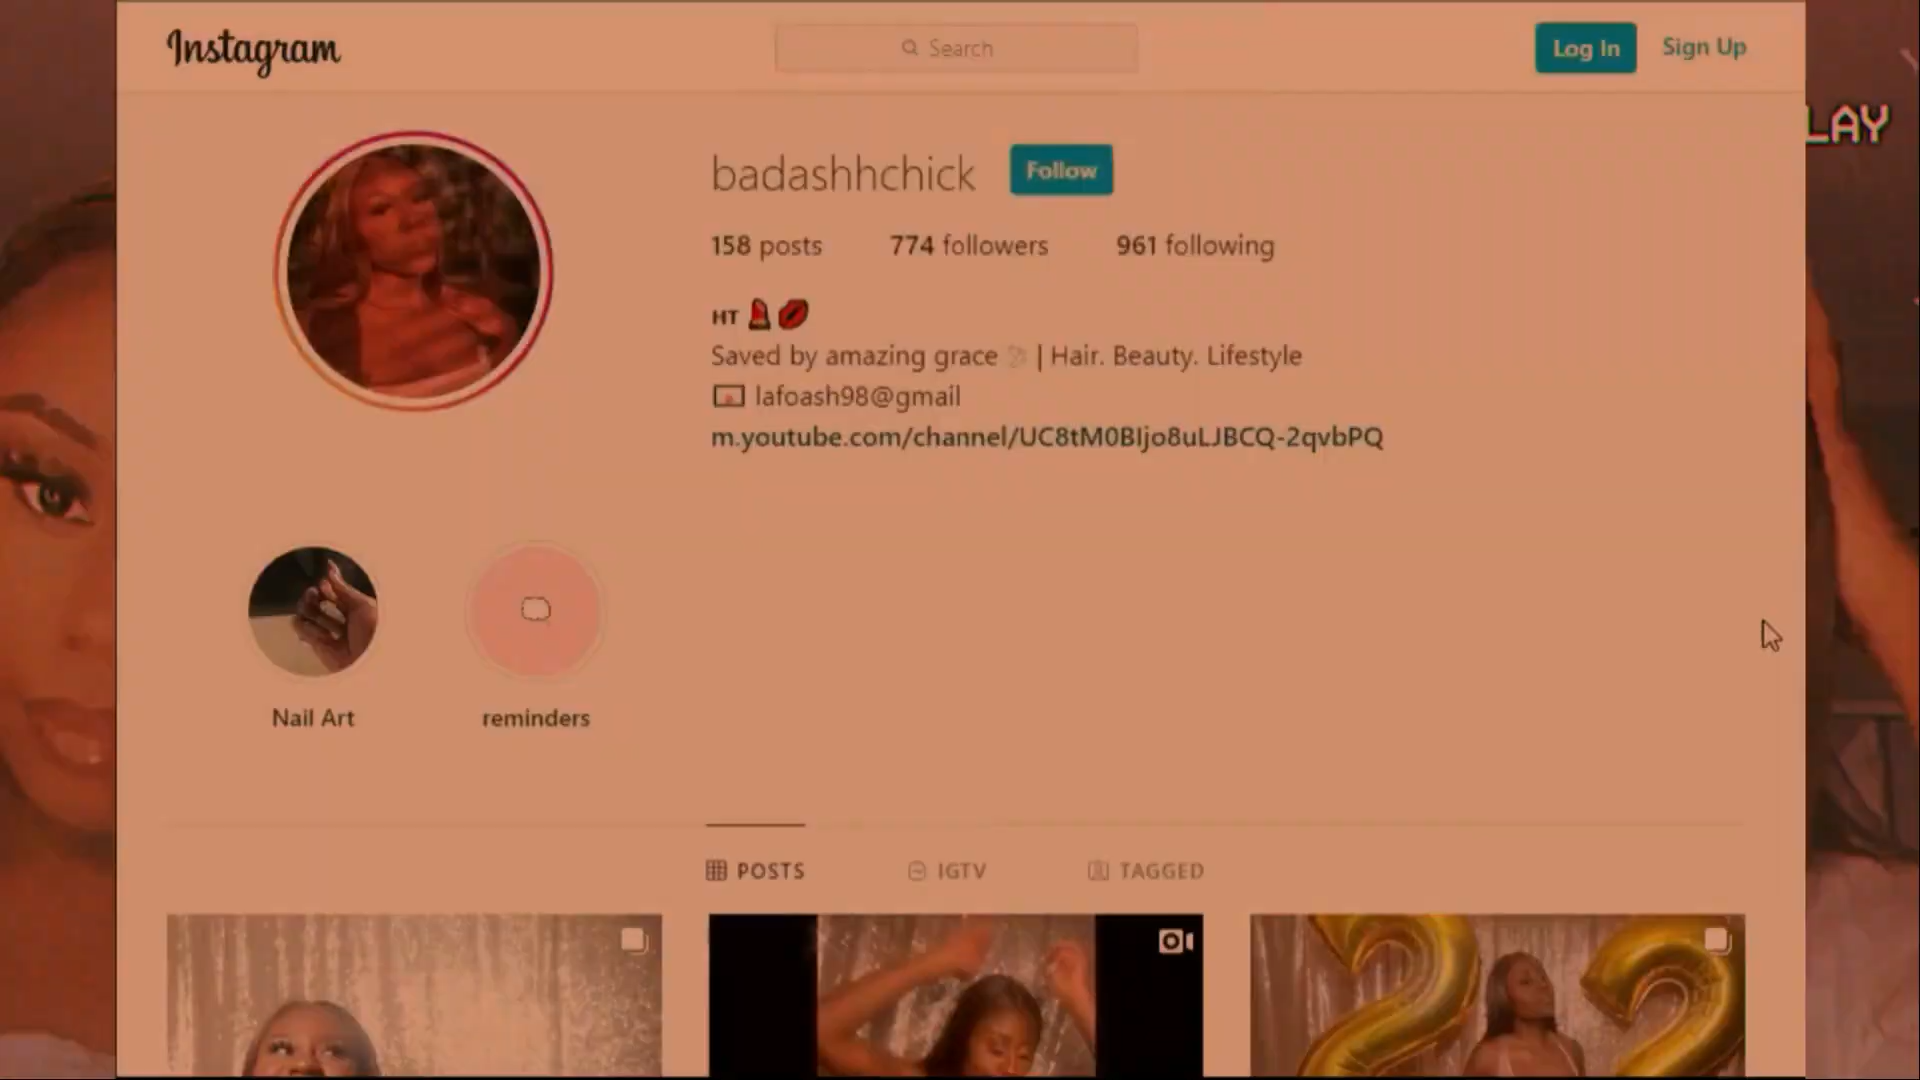 Instagram
Search
Log In
Sign Up
LAY
badashhchick
Follow
158 posts 774 followers 961 following
HT 💄💋
Saved by amazing grace | Hair. Beauty. Lifestyle
lafoash98@gmail
m.youtube.com/channel/UC8tM0BIjo8uLJBCQ-2qvbPQ
Nail Art
reminders
POSTS
IGTV
TAGGED